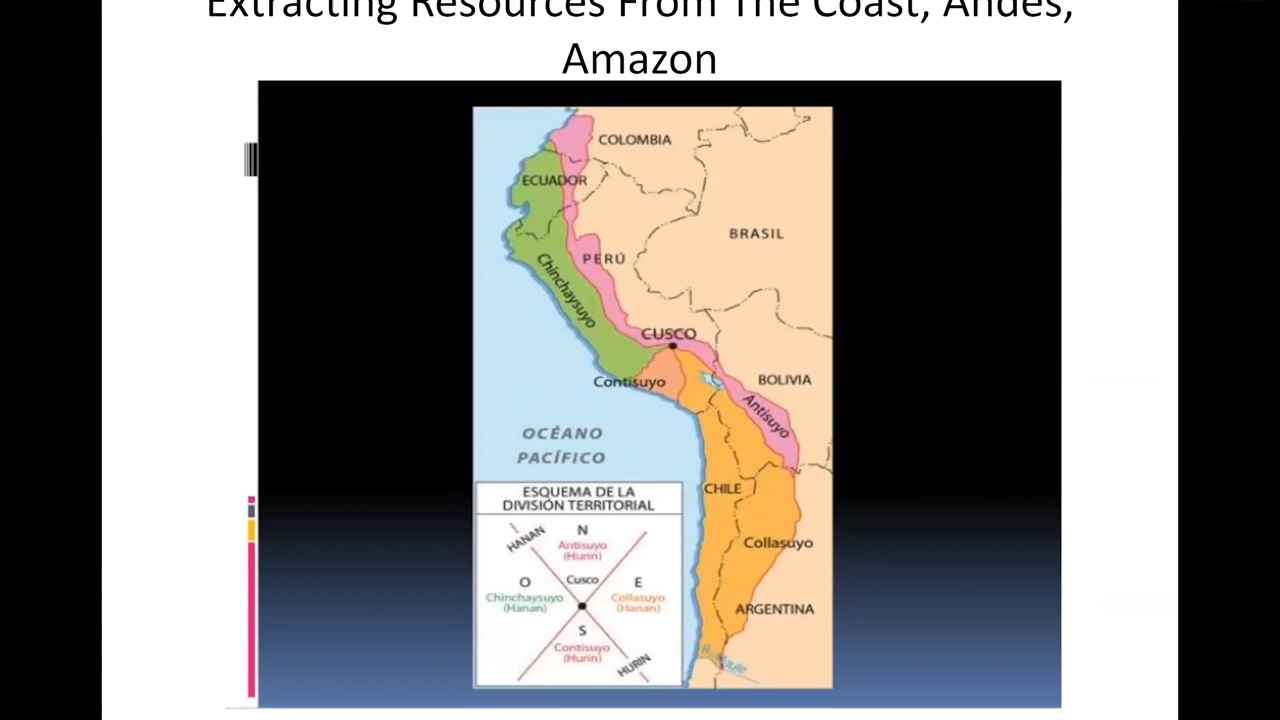 Extracting Resources From The Coast, Andes,
Amazon
COLOMBIA
ECUADOR
BRASIL
PERÚ
Chinchaysuyo
CUSCO
Contisuyo
BOLIVIA
Antisuyo
OCÉANO
PACÍFICO
CHILE
Collasuyo
ARGENTINA
R. Maule
ESQUEMA DE LA
DIVISIÓN TERRITORIAL
HANAN
N
Antisuyo
(Hurin)
Cusco
O
E
Chinchaysuyo
(Hanan)
Collasuyo
(Hanan)
S
Contisuyo
(Hurin)
HURIN